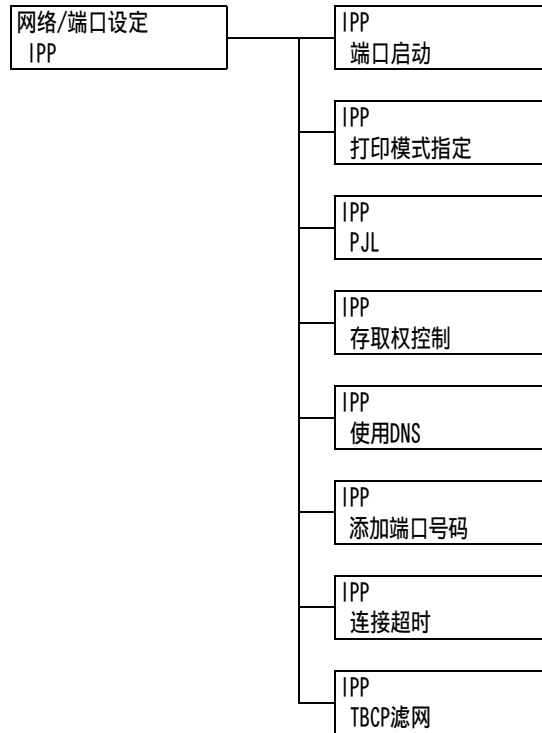 网络/端口设定
IPP
IPP
端口启动
IPP
打印模式指定
IPP
PJL
IPP
存取权控制
IPP
使用DNS
IPP
添加端口号码
IPP
连接超时
IPP
TBCP滤网